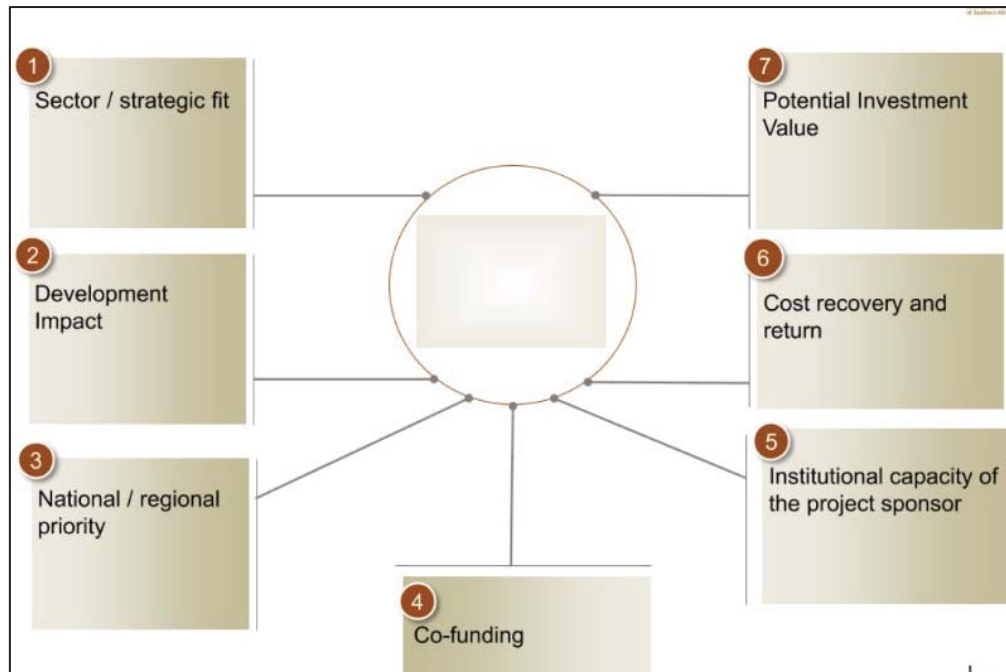 1
Sector / strategic fit
2
Development
Impact
3
National / regional
priority
4
Co-funding
5
Institutional capacity of
the project sponsor
6
Cost recovery and
return
7
Potential Investment
Value